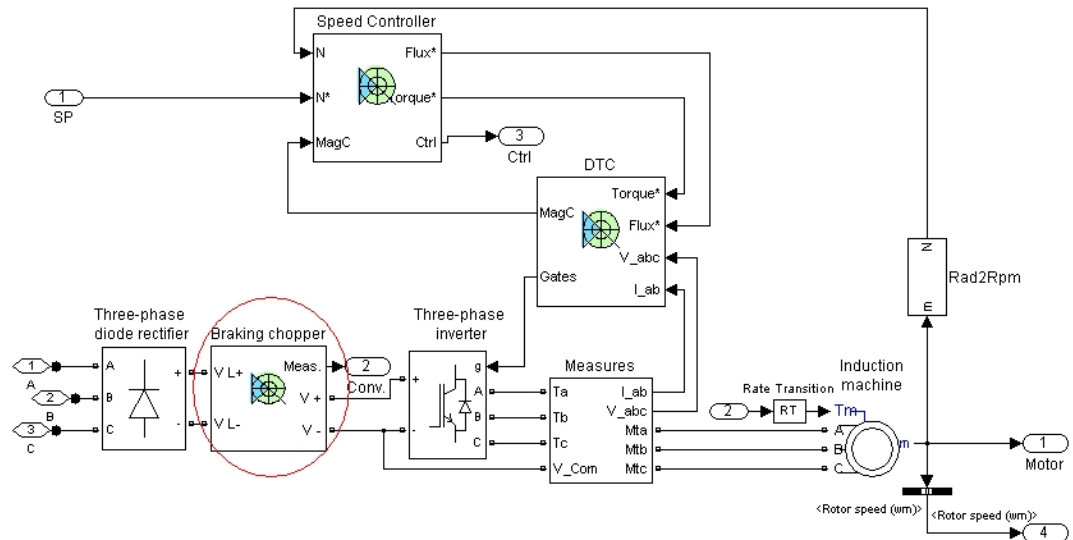 Speed Controller
N
Flux*
1
SP
N*
Torque*
MagC
Ctrl
3
Ctrl
DTC
Torque*
MagC
Flux*
V_abc
Gates
I_ab
N
m
Rad2Rpm
Three-phase
diode rectifier
Braking chopper
Three-phase
inverter
Measures
Induction
machine
1
A
A
+
V L+
Meas.
2
Conv.
g
+
A
Ta
I_ab
Rate Transition
2
RT
Tm
2
B
B
V +
B
Tb
V_abc
Mta
A
m
1
Motor
3
C
C
-
V L-
V -
-
C
Tc
Mtb
B
V_Com
Mtc
C
<Rotor speed (wm)>
<Rotor speed (wm)>
4